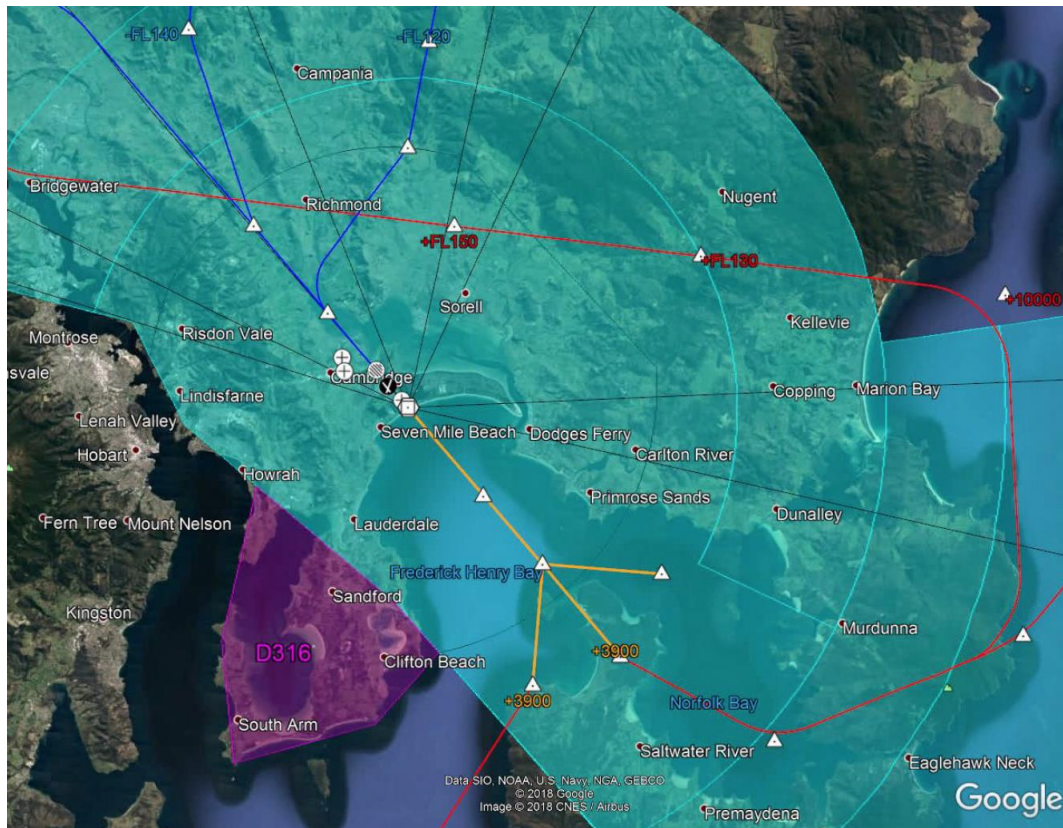 -FL140
-FL120
Campania
Bridgewater
Richmond
Nugent
+FL150
+FL130
+10000
Sorell
Kellevie
Montrose
Risdon Vale
nsvale
Cambridge
Copping
Marion Bay
Lindisfarne
Lenah Valley
Seven Mile Beach
Dodges Ferry
Hobart
Carlton River
Howrah
Primrose Sands
Fern Tree
Mount Nelson
Lauderdale
Dunalley
Frederick Henry Bay
Sandford
Kingston
Murdunna
D316
Clifton Beach
+3900
+3900
Norfolk Bay
South Arm
Saltwater River
Eaglehawk Neck
Data SIO, NOAA, U.S. Navy, NGA, GEBCO
© 2018 Google
Image © 2018 CNES / Airbus
Google
Premaydena